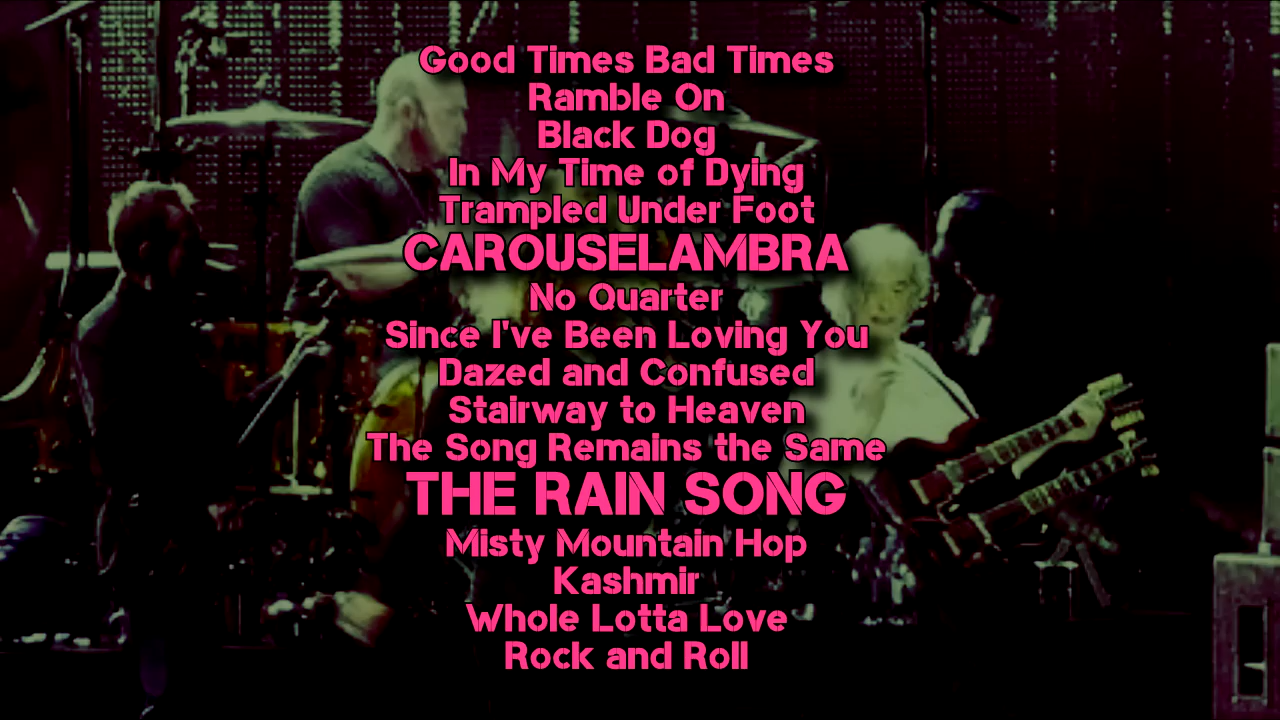 Good Times Bad Times
Ramble On
Black Dog
In My Time of Dying
Trampled Under Foot
CAROUSELAMBRA
No Quarter
Since I've Been Loving You
Dazed and Confused
Stairway to Heaven
The Song Remains the Same
THE RAIN SONG
Misty Mountain Hop
Kashmir
Whole Lotta Love
Rock and Roll